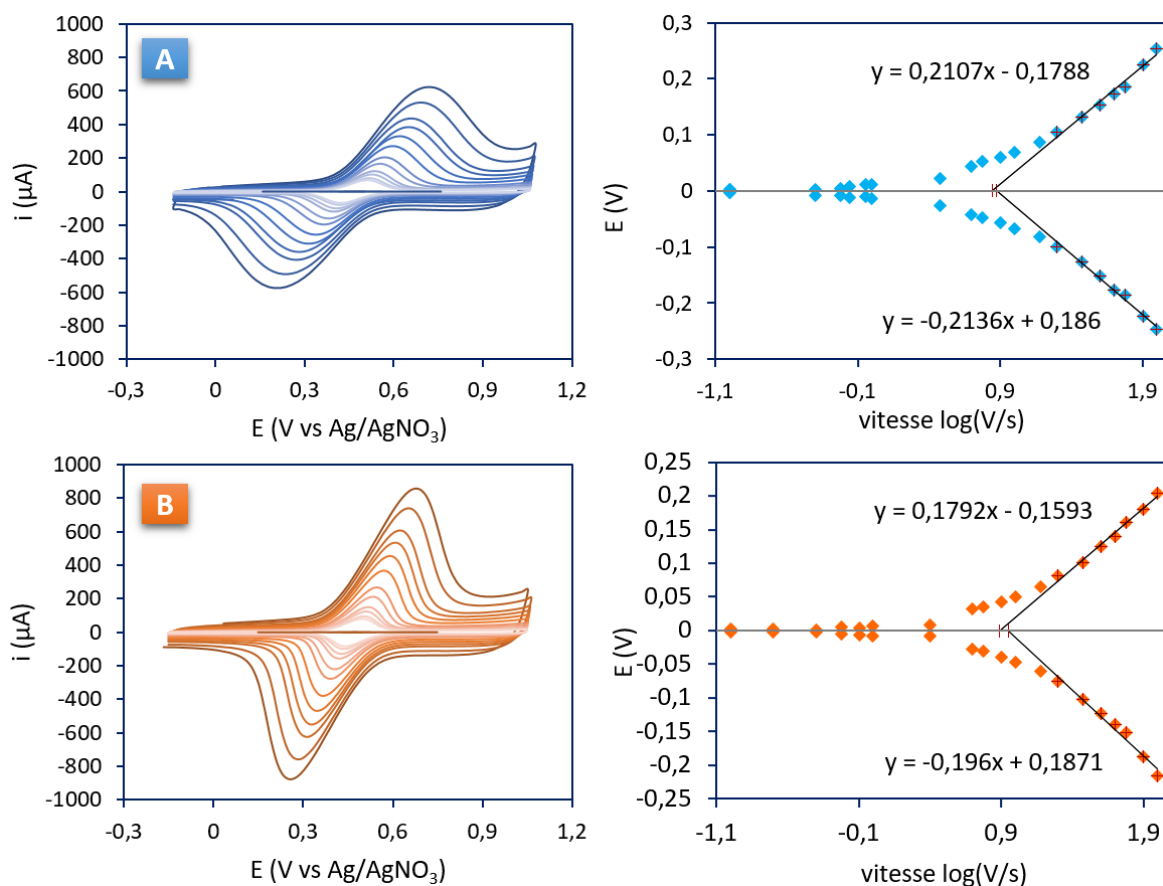 A
1000
800
600
400
200
0
-200
-400
-600
-800
-1000
i (µA)
-0,3 0 0,3 0,6 0,9 1,2
E (V vs Ag/AgNO3)
0,3
0,2
0,1
0
-0,1
-0,2
-0,3
E (V)
y = 0,2107x - 0,1788
y = -0,2136x + 0,186
-1,1 -0,1 0,9 1,9
vitesse log(V/s)
B
1000
800
600
400
200
0
-200
-400
-600
-800
-1000
i (µA)
-0,3 0 0,3 0,6 0,9 1,2
E (V vs Ag/AgNO3)
0,25
0,2
0,15
0,1
0,05
0
-0,05
-0,1
-0,15
-0,2
-0,25
E (V)
y = 0,1792x - 0,1593
y = -0,196x + 0,1871
-1,1 -0,1 0,9 1,9
vitesse log(V/s)